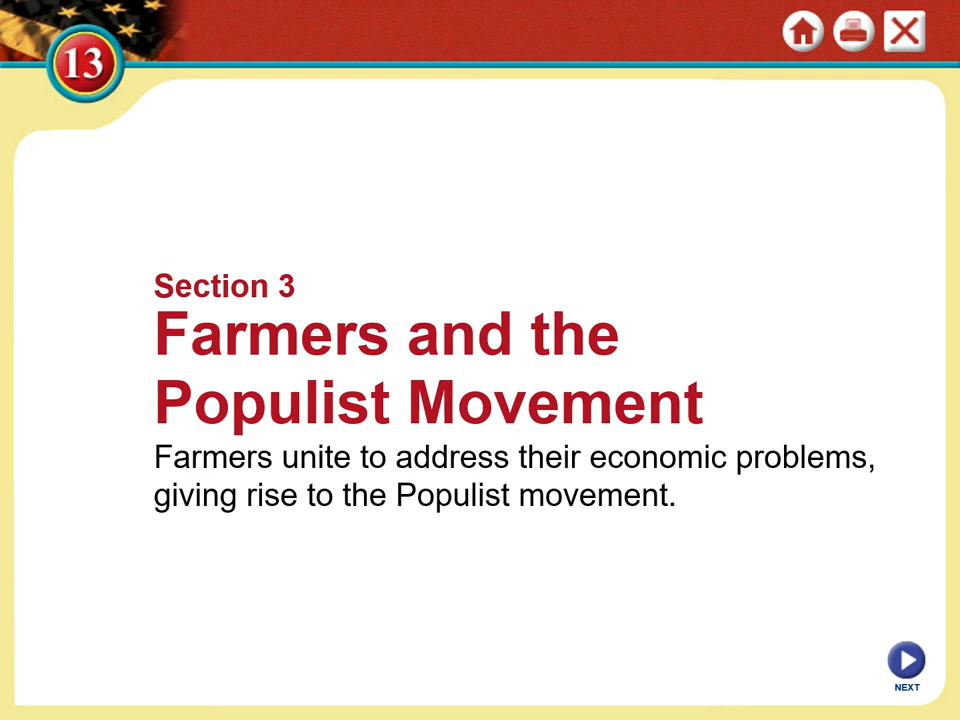 13
Section 3
Farmers and the
Populist Movement
Farmers unite to address their economic problems,
giving rise to the Populist movement.
NEXT